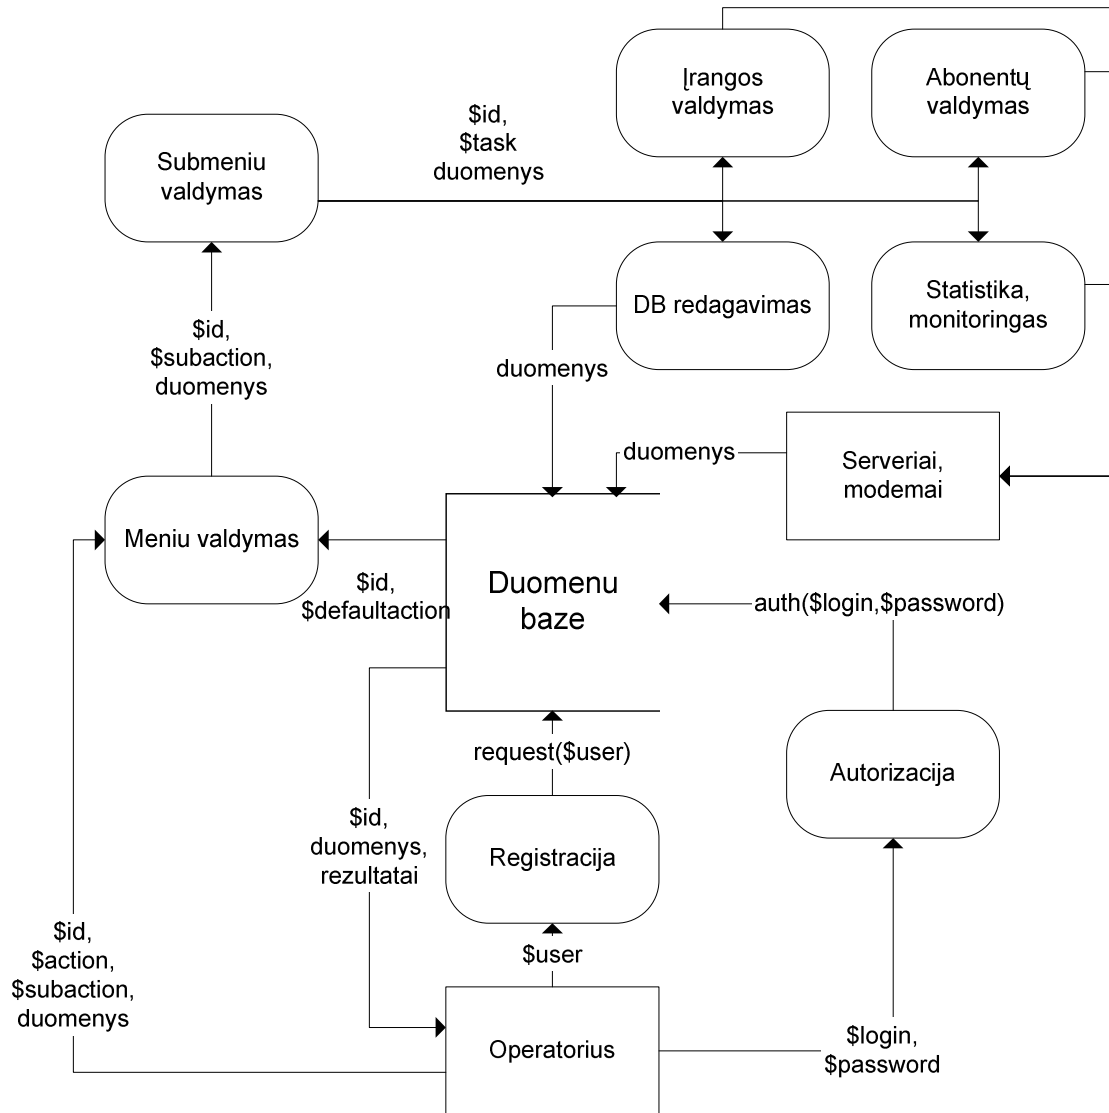 Įrangos
valdymas
Abonentų
valdymas
$id,
$task
duomenys
Submeniu
valdymas
DB redagavimas
Statistika,
monitoringas
$id,
$subaction,
duomenys
duomenys
duomenys
Serveriai,
modemai
Meniu valdymas
$id,
$defaultaction
Duomenu
baze
auth($login,$password)
request($user)
Autorizacija
$id,
duomenys,
rezultatai
Registracija
$id,
$action,
$subaction,
duomenys
$user
Operatorius
$login,
$password